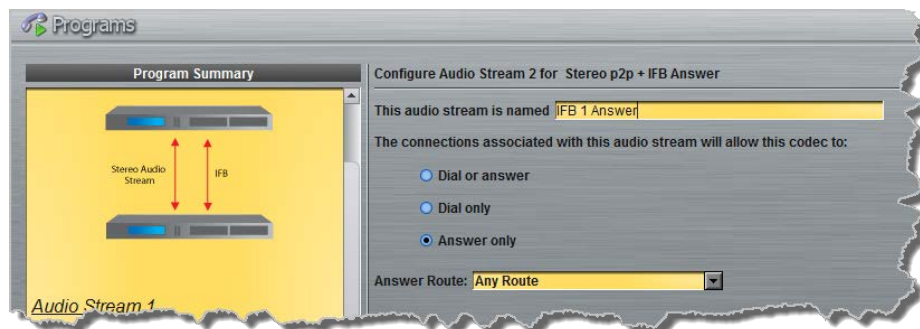 Programs
Program Summary
Stereo Audio
Stream
IFB
Audio Stream 1
Configure Audio Stream 2 for Stereo p2p + IFB Answer
This audio stream is named IFB 1 Answer
The connections associated with this audio stream will allow this codec to:
Dial or answer
Dial only
Answer only
Answer Route: Any Route